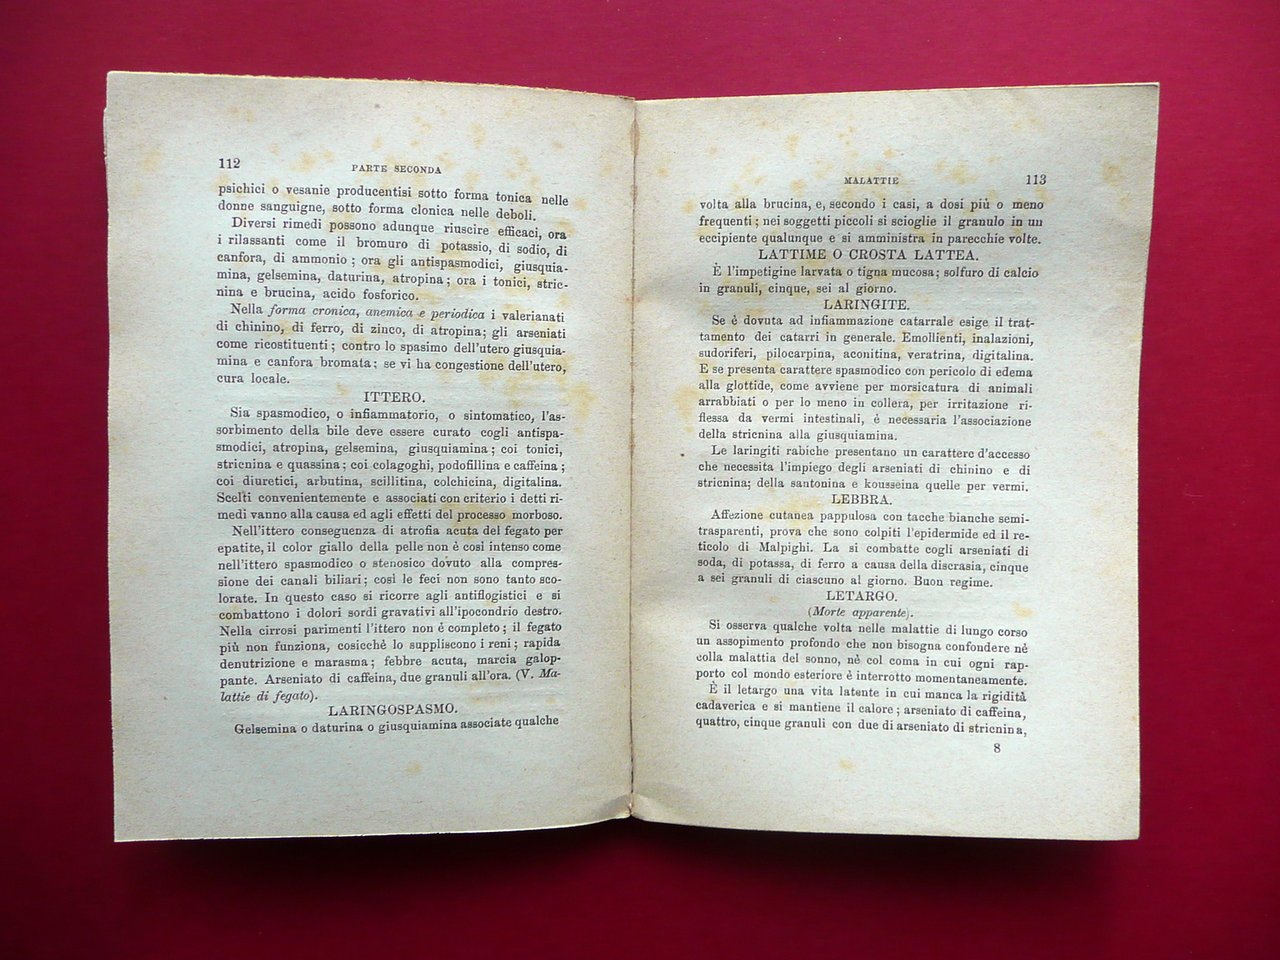 112
PARTE SECONDA
psichici o vesanie producentisi sotto forma tonica nelle
donne sanguigne, sotto forma clonica nelle deboli.
Diversi rimedi possono adunque riuscire efficaci, ora
i rilassanti come il bromuro di potassio, di sodio, di
canfora, di ammonio ; ora gli antispasmodici, giusquia-
mina, gelsemina, daturina, atropina ; ora i tonici, stric-
nina e brucina, acido fosforico.
Nella forma cronica, anemica e periodica i valerianati
di chinino, di ferro, di zinco, di atropina; gli arseniati
come ricostituenti ; contro lo spasimo dell'utero giusquia-
mina e canfora bromata ; se vi ha congestione dell'utero,
cura locale.
ITTERO.
Sia spasmodico, o infiammatorio, o sintomatico, l'as-
sorbimento della bile deve essere curato cogli antispa-
smodici, atropina, gelsemina, giusquiamina ; coi tonici,
stricnina e quassina ; coi colagoghi, podofillina e caffeina ;
coi diuretici, arbutina, scillitina, colchicina, digitalina.
Scelti convenientemente e associati con criterio i detti ri-
medi vanno alla causa ed agli effetti del processo morboso.
Nell'ittero conseguenza di atrofia acuta del fegato per
epatite, il color giallo della pelle non è così intenso come
nell'ittero spasmodico o stenosico dovuto alla compres-
sione dei canali biliari ; così le feci non sono tanto sco-
lorate. In questo caso si ricorre agli antiflogistici e si
combattono i dolori sordi gravativi all'ipocondrio destro.
Nella cirrosi parimenti l'ittero non è completo ; il fegato
più non funziona, cosicchè lo suppliscono i reni ; rapida
denutrizione e marasma ; febbre acuta, marcia galop-
pante. Arseniato di caffeina, due granuli all'ora. (V. Ma-
lattie di fegato).
LARINGOSPASMO.
Gelsemina o daturina o giusquiamina associate qualche
MALATTIE
113
volta alla brucina, e, secondo i casi, a dosi più o meno
frequenti ; nei soggetti piccoli si scioglie il granulo in un
eccipiente qualunque e si amministra in parecchie volte.
LATTIME O CROSTA LATTEA.
È l'impetigine larvata o tigna mucosa; solfuro di calcio
in granuli, cinque, sei al giorno.
LARINGITE.
Se è dovuta ad infiammazione catarrale esige il trat-
tamento dei catarri in generale. Emollienti, inalazioni,
sudoriferi, pilocarpina, aconitina, veratrina, digitalina.
E se presenta carattere spasmodico con pericolo di edema
alla glottide, come avviene per morsicatura di animali
arrabbiati o per lo meno in collera, per irritazione ri-
flessa da vermi intestinali, è necessaria l'associazione
della stricnina alla giusquiamina.
Le laringiti rabiche presentano un carattere d'accesso
che necessita l'impiego degli arseniati di chinino e di
stricnina; della santonina e kousseina quelle per vermi.
LEBBRA.
Affezione cutanea pappulosa con tacche bianche semi-
trasparenti, prova che sono colpiti l'epidermide ed il re-
ticolo di Malpighi. La si combatte cogli arseniati di
soda, di potassa, di ferro a causa della discrasia, cinque
a sei granuli di ciascuno al giorno. Buon regime.
LETARGO.
(Morte apparente).
Si osserva qualche volta nelle malattie di lungo corso
un assopimento profondo che non bisogna confondere nè
colla malattia del sonno, nè col coma in cui ogni rap-
porto col mondo esteriore è interrotto momentaneamente.
È il letargo una vita latente in cui manca la rigidità
cadaverica e si mantiene il calore ; arseniato di caffeina,
quattro, cinque granuli con due di arseniato di stricnina,
8